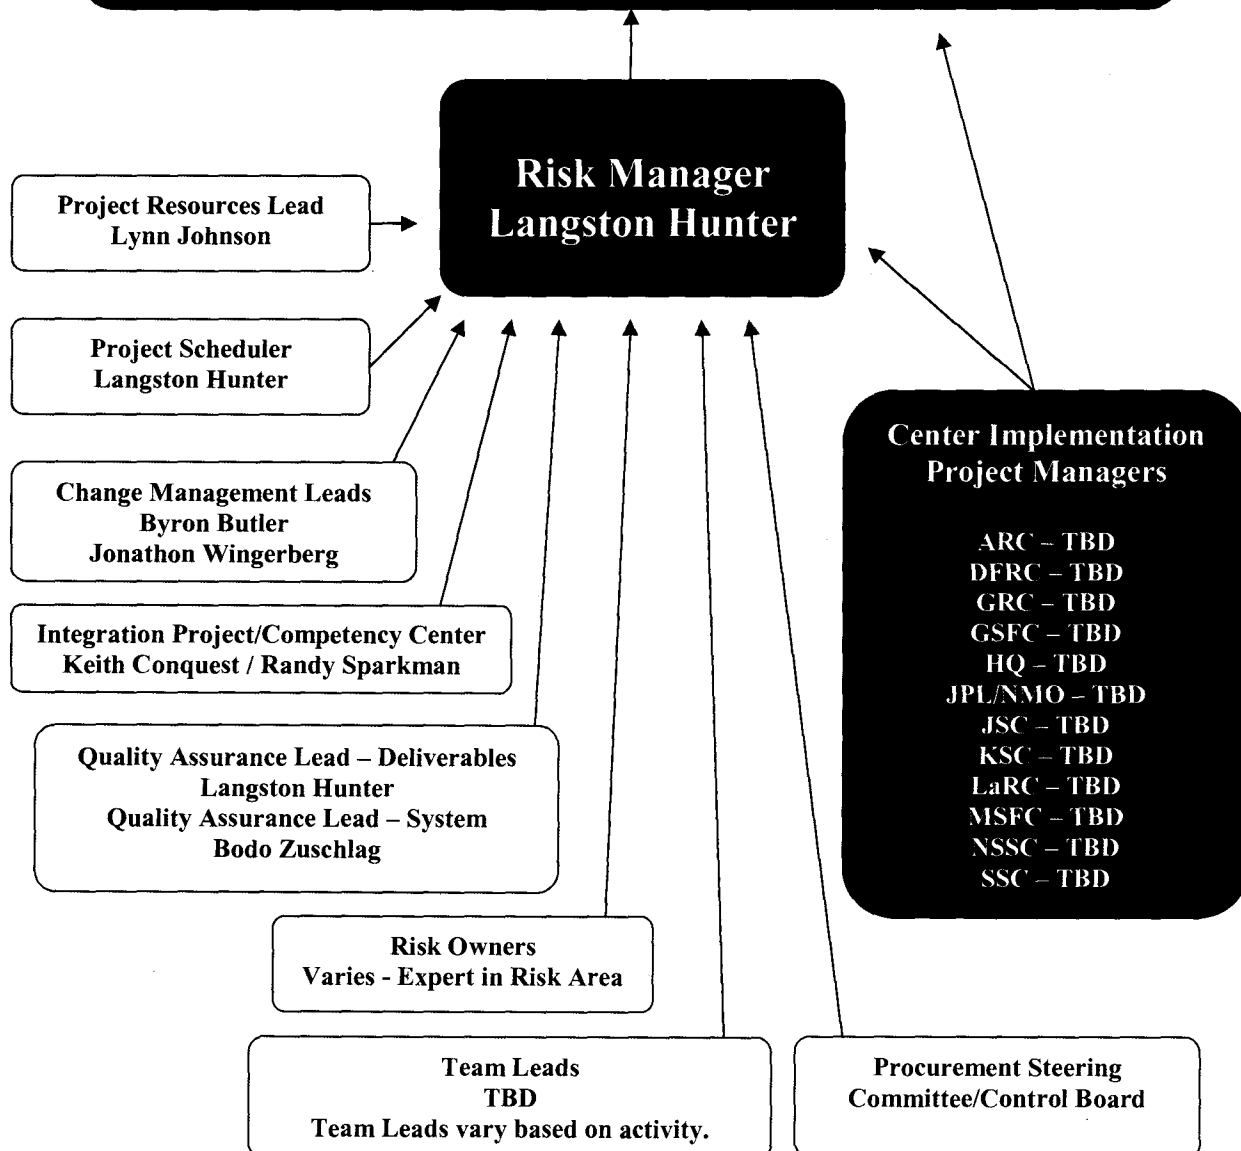 Risk Manager
Langston Hunter
Project Resources Lead
Lynn Johnson
Project Scheduler
Langston Hunter
Change Management Leads
Byron Butler
Jonathon Wingerberg
Integration Project/Competency Center
Keith Conquest / Randy Sparkman
Quality Assurance Lead – Deliverables
Langston Hunter
Quality Assurance Lead – System
Bodo Zuschlag
Risk Owners
Varies - Expert in Risk Area
Team Leads
TBD
Team Leads vary based on activity.
Procurement Steering
Committee/Control Board
Center Implementation
Project Managers
ARC – TBD
DFRC – TBD
GRC – TBD
GSFC – TBD
HQ – TBD
JPL/NMO – TBD
JSC – TBD
KSC – TBD
LaRC – TBD
MSFC – TBD
NSSC – TBD
SSC – TBD